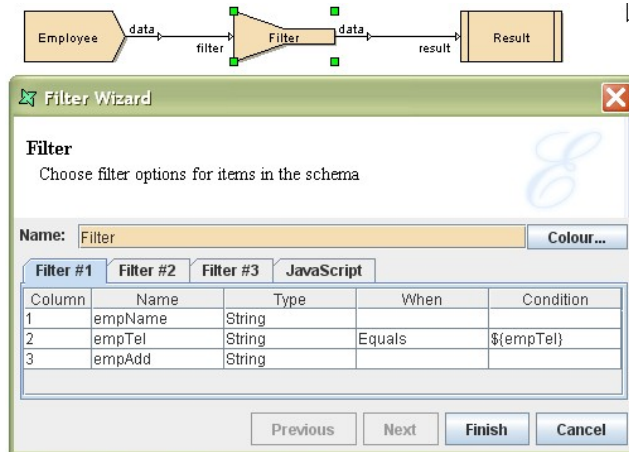 Employee data filter Filter data result Result
Filter Wizard
Filter
Choose filter options for items in the schema
Name: Filter Colour...
Filter #1 Filter #2 Filter #3 JavaScript
Column Name Type When Condition
1 empName String
2 empTel String Equals ${empTel}
3 empAdd String
Previous Next Finish Cancel